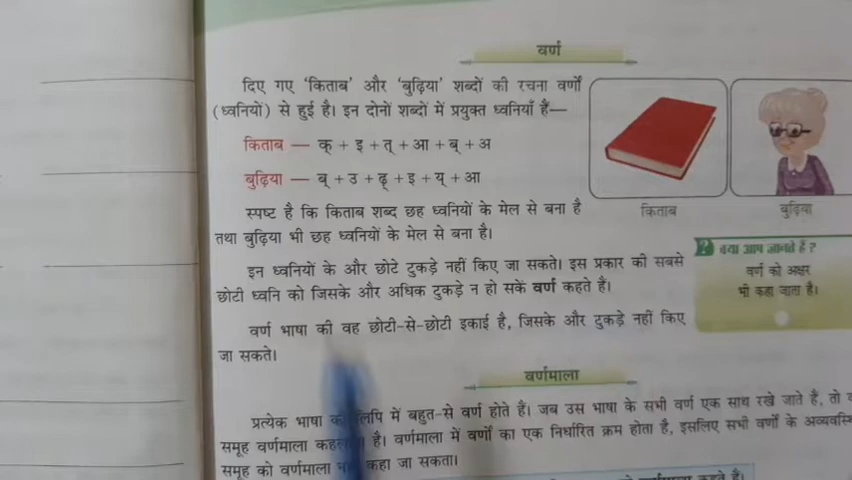 वर्ण
दिए गए 'किताब' और 'बुढ़िया' शब्दों की रचना वर्णों
(ध्वनियों) से हुई है। इन दोनों शब्दों में प्रयुक्त ध्वनियाँ हैं—
किताब — क् + इ + त् + आ + ब् + अ
बुढ़िया — ब् + उ + ढ़् + इ + य् + आ
स्पष्ट है कि किताब शब्द छह ध्वनियों के मेल से बना है
तथा बुढ़िया भी छह ध्वनियों के मेल से बना है।
किताब
बुढ़िया
इन ध्वनियों के और छोटे टुकड़े नहीं किए जा सकते। इस प्रकार की सबसे
छोटी ध्वनि को जिसके और अधिक टुकड़े न हो सकें वर्ण कहते हैं।
वर्ण भाषा की वह छोटी-से-छोटी इकाई है, जिसके और टुकड़े नहीं किए
जा सकते।
क्या आप जानते हैं?
वर्ण को अक्षर
भी कहा जाता है।
वर्णमाला
प्रत्येक भाषा में बहुत-से वर्ण होते हैं। जब उस भाषा के सभी वर्ण एक साथ रखे जाते हैं, तो
समूह वर्णमाला है। वर्णमाला में वर्णों का एक निर्धारित क्रम होता है, इसलिए सभी वर्णों के
समूह को वर्णमाला कहा जा सकता।